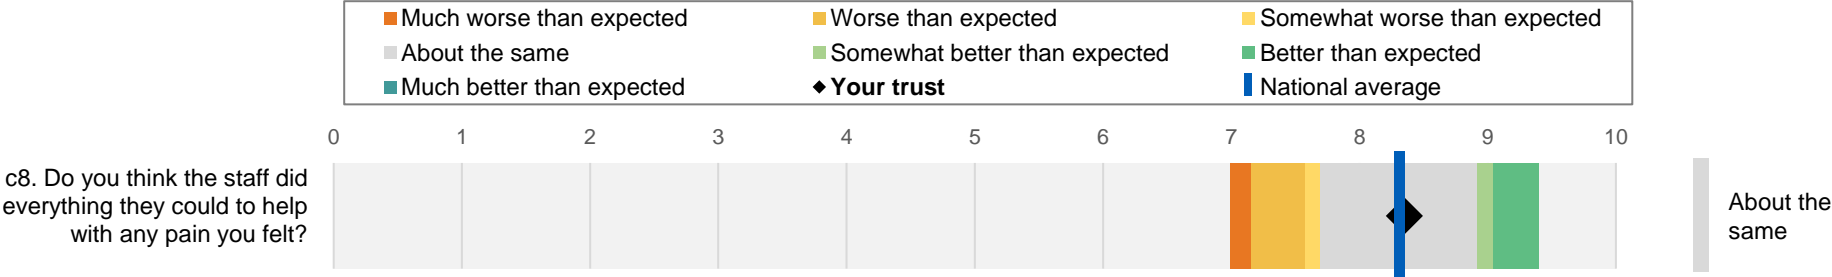 Much worse than expected
Worse than expected
Somewhat worse than expected
About the same
Somewhat better than expected
Better than expected
Much better than expected
Your trust
National average
0 1 2 3 4 5 6 7 8 9 10
c8. Do you think the staff did
everything they could to help
with any pain you felt?
About the
same